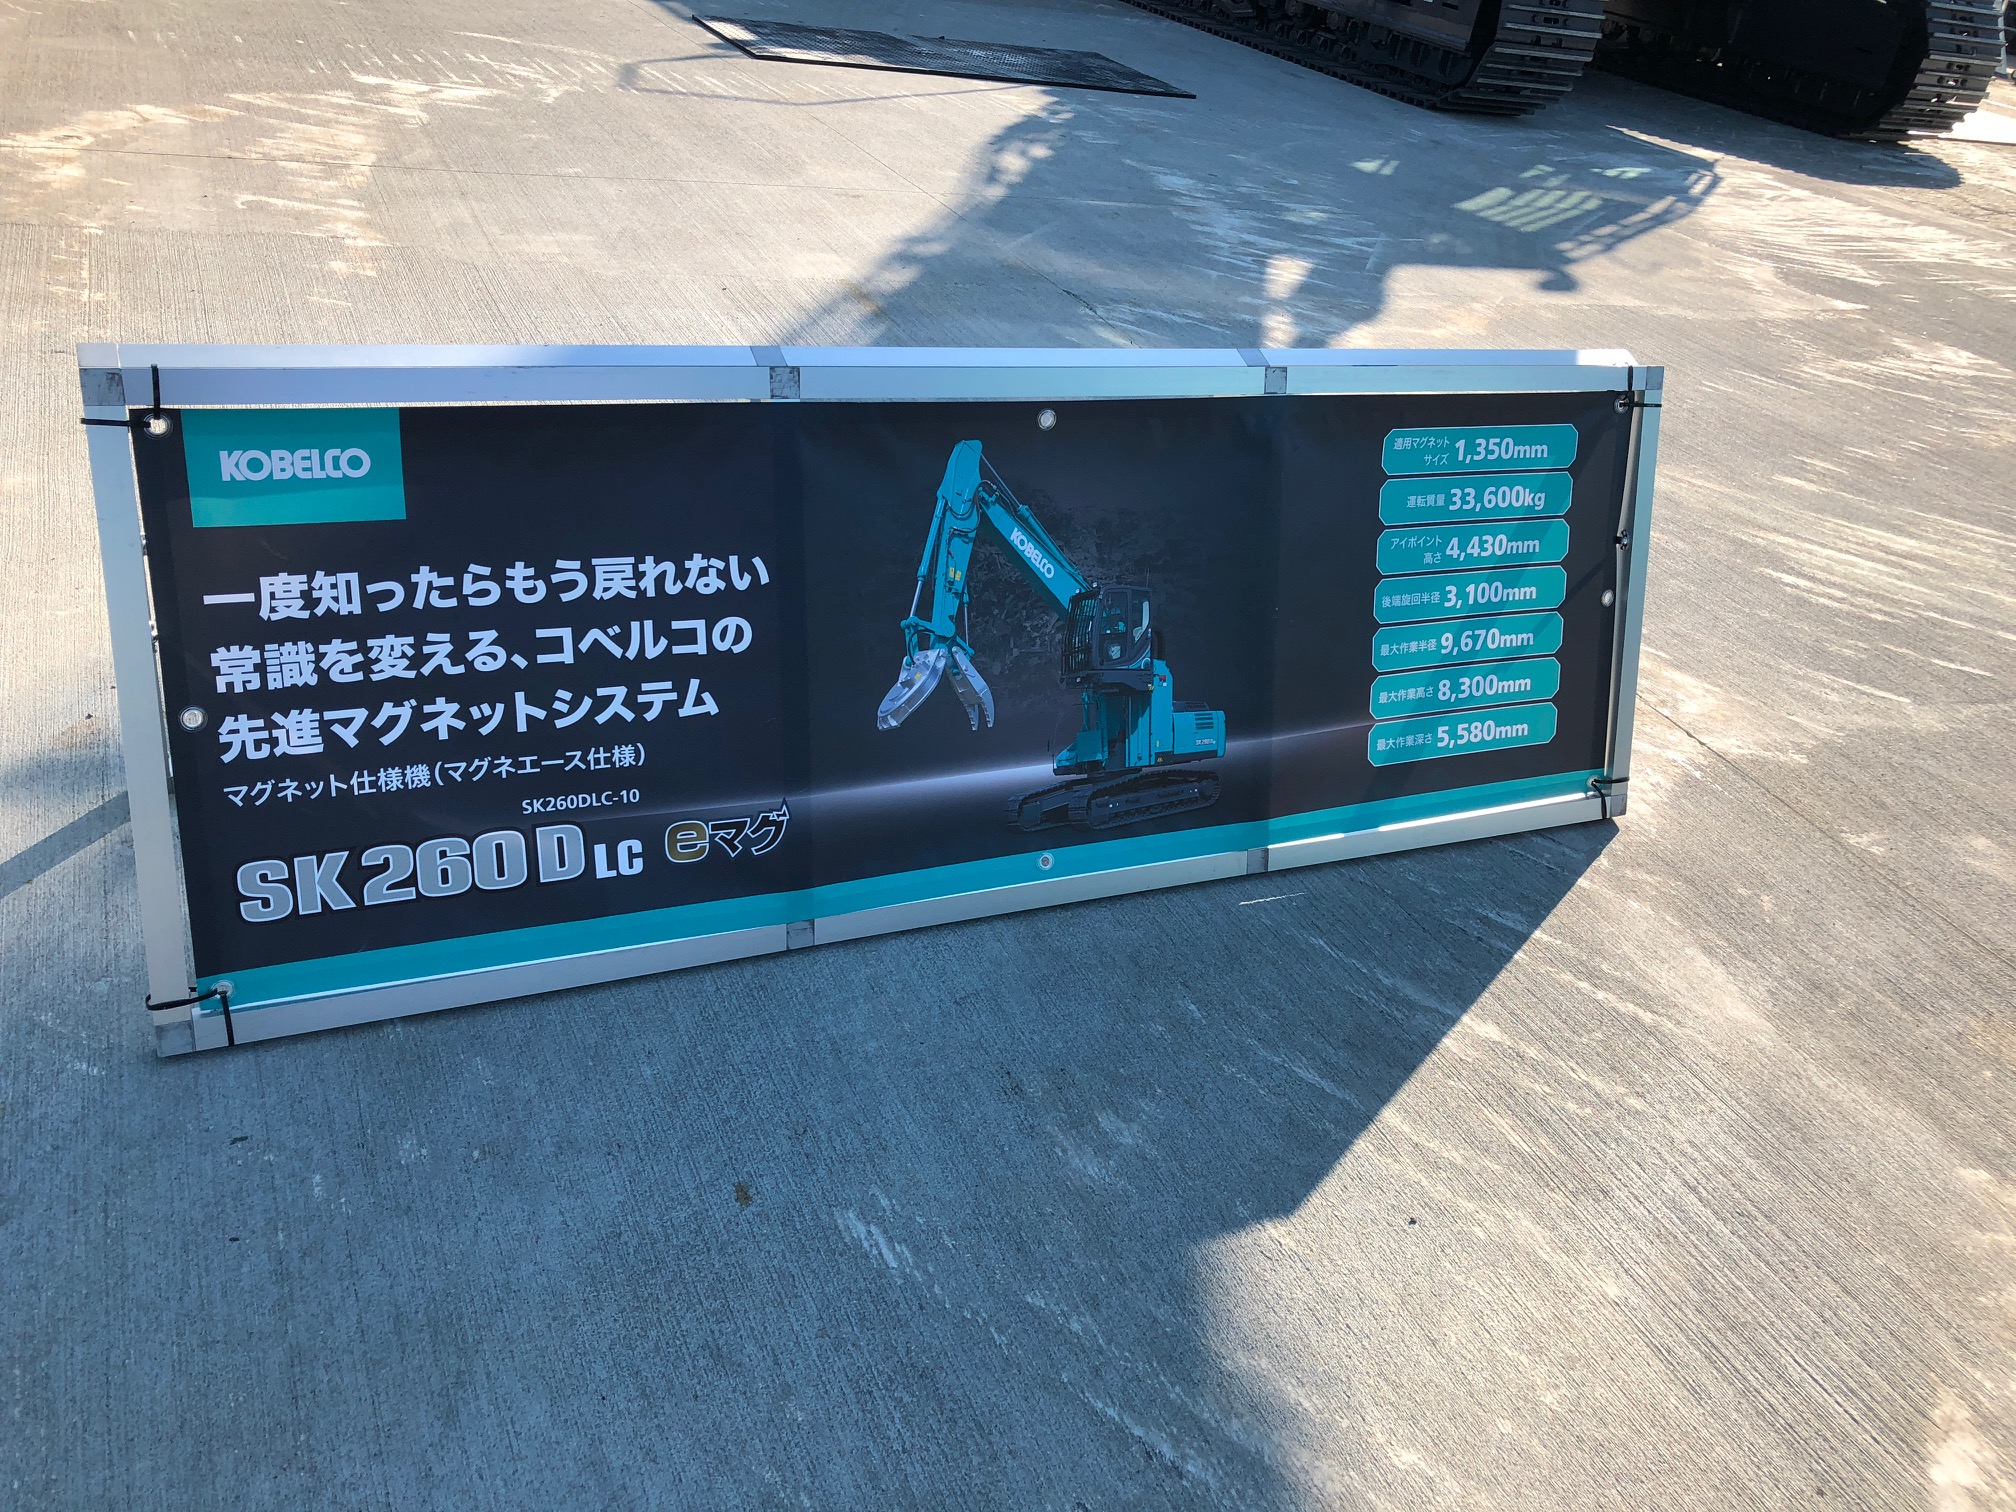 KOBELCO
一度知ったらもう戻れない
常識を変える、コベルコの
先進マグネットシステム
マグネット仕様機（マグネエース仕様）
SK260DLC-10
SK260DLC eマグ
KOBELCO
適用マグネット
サイズ 1,350mm
運転質量 33,600kg
アイポイント
高さ 4,430mm
後端旋回半径 3,100mm
最大作業半径 9,670mm
最大作業高さ 8,300mm
最大作業深さ 5,580mm